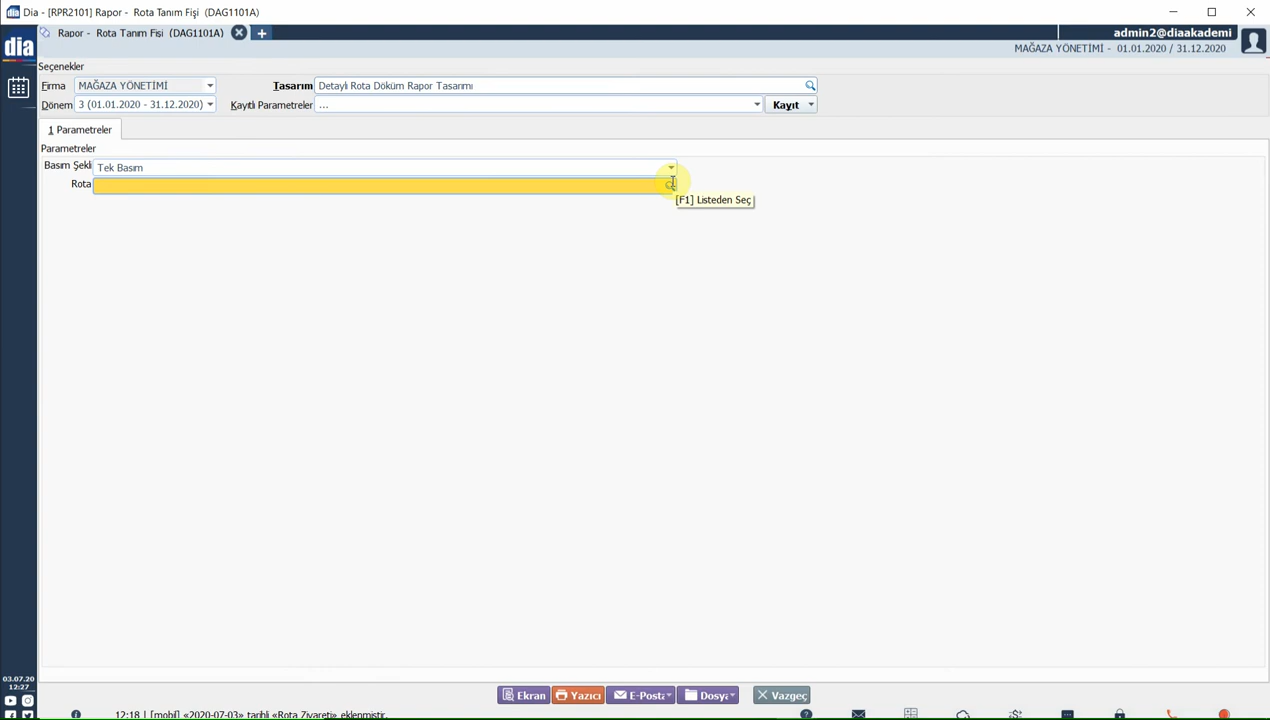 Dia - [RPR2101] Rapor - Rota Tanım Fişi (DAG1101A)
dia
Rapor - Rota Tanım Fişi (DAG1101A)
admin2@diaakademi
MAĞAZA YÖNETİMİ - 01.01.2020 / 31.12.2020
Seçenekler
Firma MAĞAZA YÖNETİMİ Tasarım Detaylı Rota Döküm Rapor Tasarımı
Dönem 3 (01.01.2020 - 31.12.2020) Kayıtlı Parametreler ... Kayıt
1 Parametreler
Parametreler
Basım Şekli Tek Basım
Rota
[F1] Listeden Seç
Ekran Yazıcı E-Posta Dosya Vazgeç
03.07.20
12:27
12:18 | [mobil] «2020-07-03» tarihli «Rota Ziyareti» eklenmiştir.